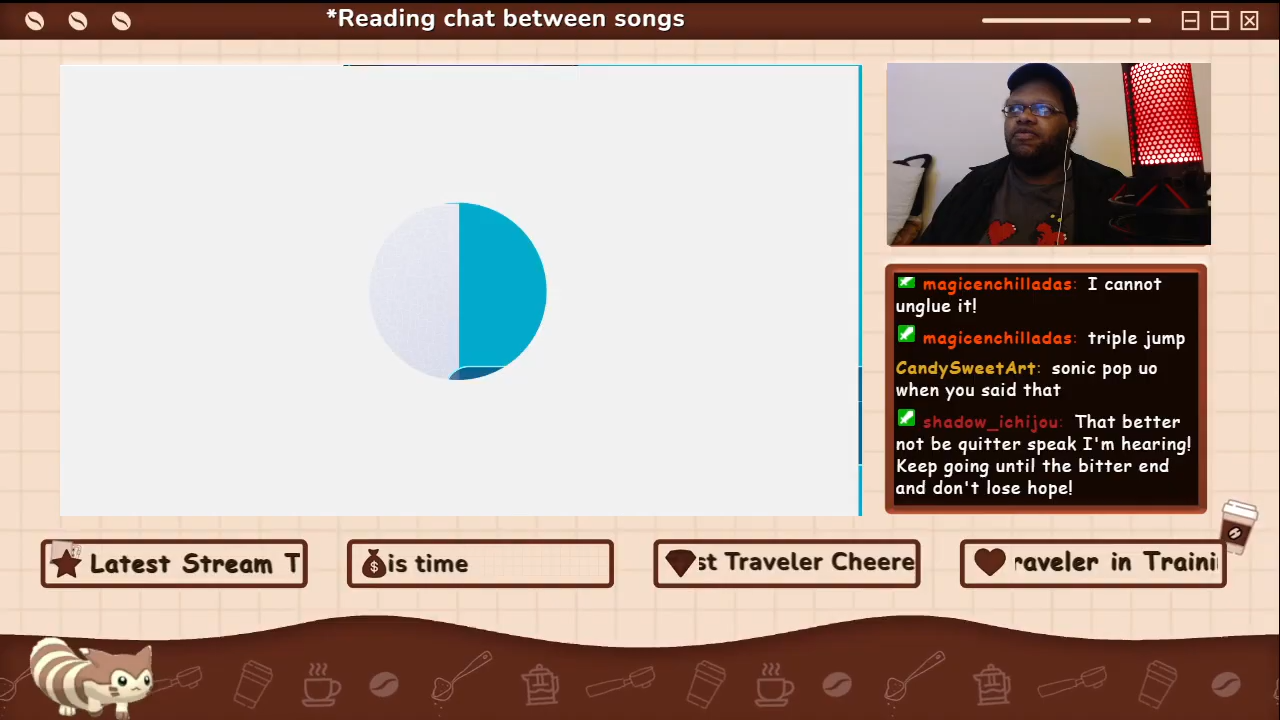 *Reading chat between songs
magicenchilladas: I cannot
unglue it!
magicenchilladas: triple jump
CandySweetArt: sonic pop uo
when you said that
shadow_ichijou: That better
not be quitter speak I'm hearing!
Keep going until the bitter end
and don't lose hope!
Latest Stream T
is time
st Traveler Cheere
raveler in Traini